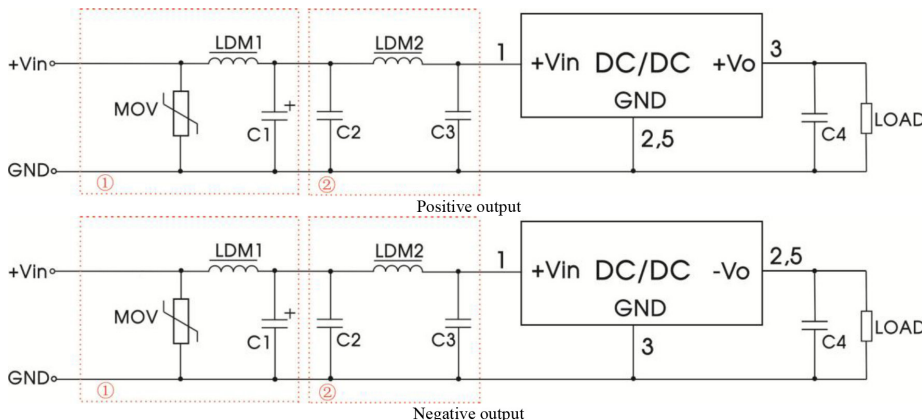 LDM1 LDM2
1 3
+Vin +Vin DC/DC +Vo
MOV GND
C1 + C2 C3 C4 LOAD
2,5
GND
① ②
Positive output
LDM1 LDM2
1 2,5
+Vin +Vin DC/DC -Vo
MOV GND
C1 + C2 C3 C4 LOAD
3
GND
① ②
Negative output